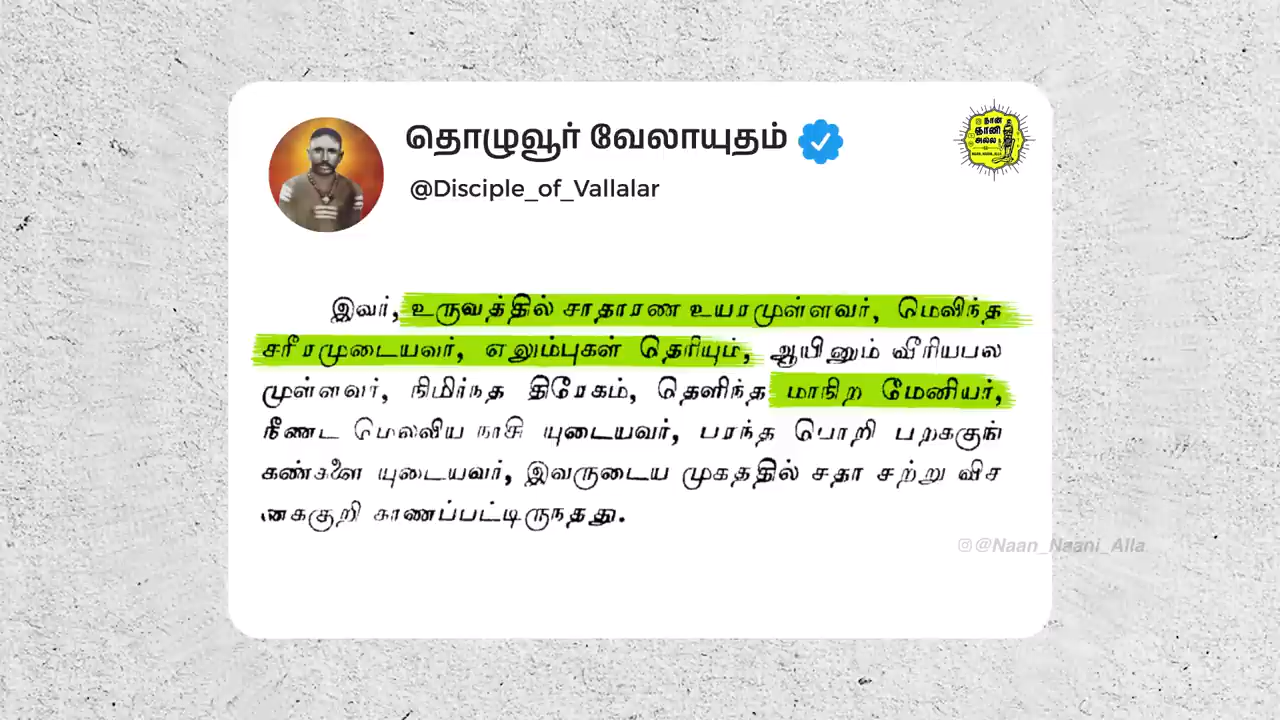 தொழுவூர் வேலாயுதம்
@Disciple_of_Vallalar
நான்
ஞானி
அல்ல
இவர், உருவத்தில் சாதாரண உயரமுள்ளவர், மெலிந்த
சரீரமுடையவர், எலும்புகள் தெரியும், ஆயினும் வீரியபல
முள்ளவர், நிமிர்ந்த திரேகம், தெளிந்த மாநிற மேனியர்,
நீண்ட மெல்லிய நாசி யுடையவர், பரந்த பொறி பறக்குங்
கண்களை யுடையவர், இவருடைய முகத்தில் சதா சற்று விச
னக்குறி காணப்பட்டிருந்தது.
@Naan_Naani_Alla